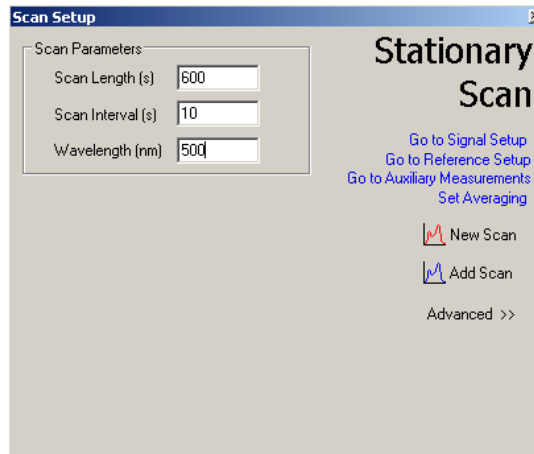 Scan Setup
Stationary
Scan
Scan Parameters
Scan Length (s) 600
Scan Interval (s) 10
Wavelength (nm) 500
Go to Signal Setup
Go to Reference Setup
Go to Auxiliary Measurements
Set Averaging
New Scan
Add Scan
Advanced >>